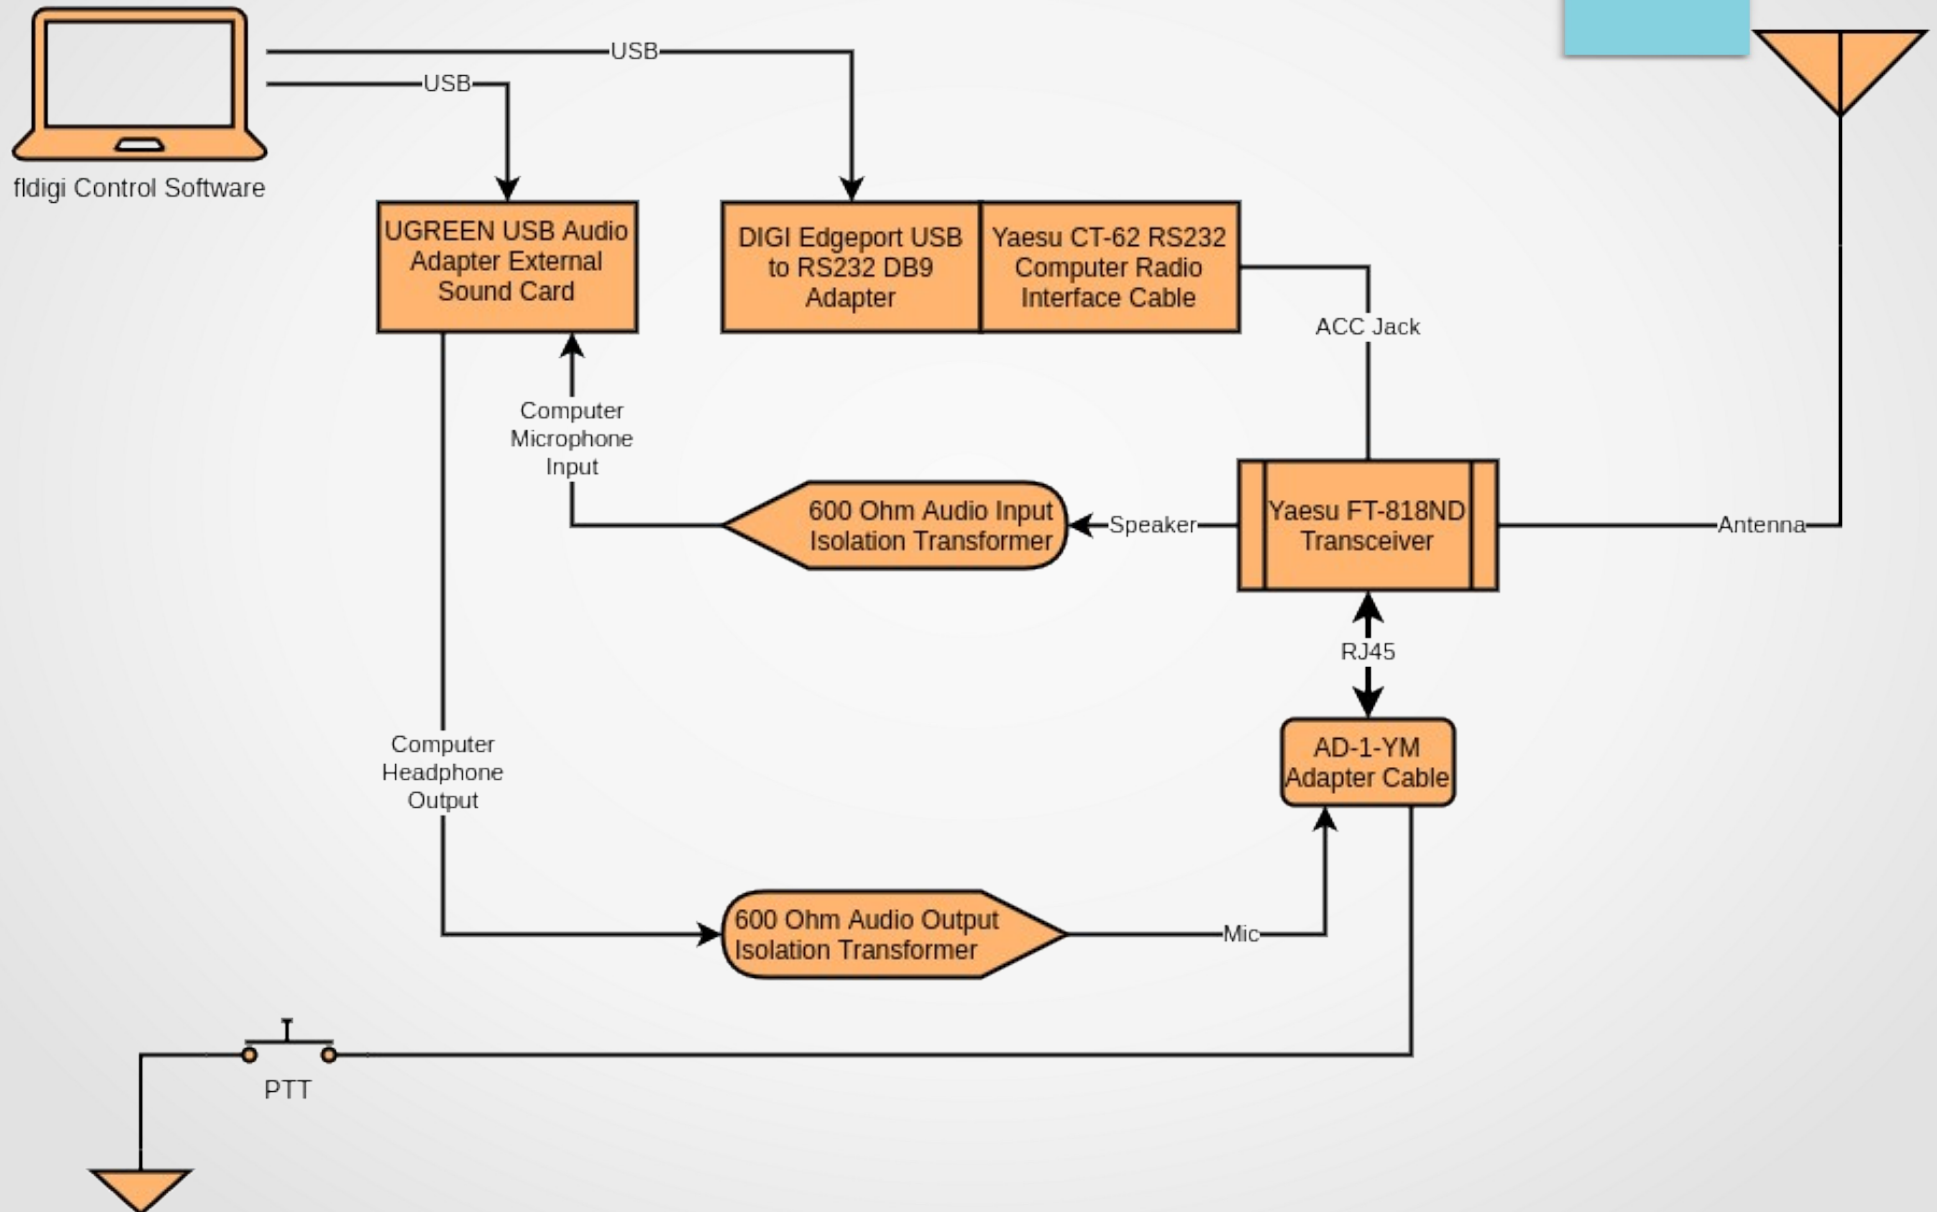 USB
USB
fldigi Control Software
UGREEN USB Audio
Adapter External
Sound Card
DIGI Edgeport USB
to RS232 DB9
Adapter
Yaesu CT-62 RS232
Computer Radio
Interface Cable
ACC Jack
Computer
Microphone
Input
600 Ohm Audio Input
Isolation Transformer
Speaker
Yaesu FT-818ND
Transceiver
Antenna
RJ45
AD-1-YM
Adapter Cable
Computer
Headphone
Output
600 Ohm Audio Output
Isolation Transformer
Mic
PTT